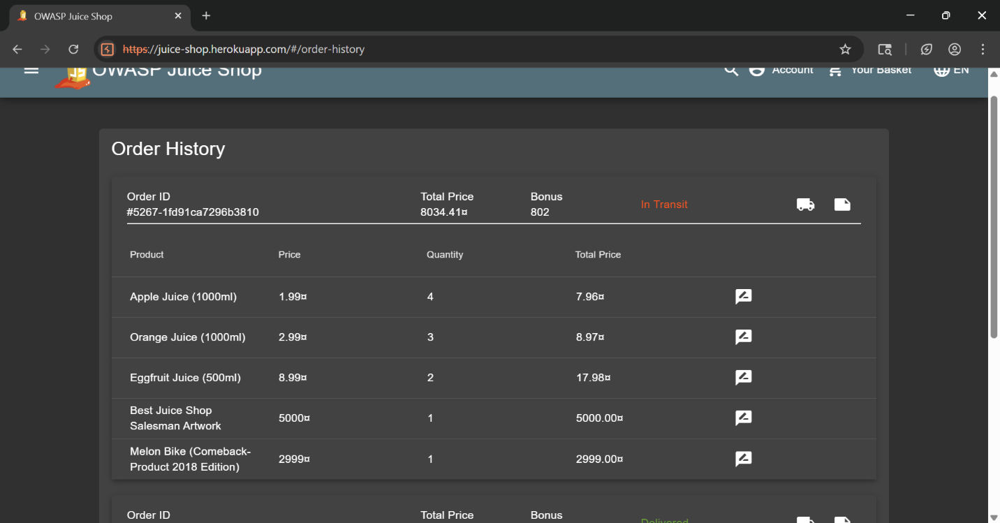 OWASP Juice Shop
https://juice-shop.herokuapp.com/#/order-history
OWASP Juice Shop
Account
Your Basket
EN
Order History
Order ID Total Price Bonus
#5267-1fd91ca7296b3810 8034.41¤ 802 In Transit
Product Price Quantity Total Price
Apple Juice (1000ml) 1.99¤ 4 7.96¤
Orange Juice (1000ml) 2.99¤ 3 8.97¤
Eggfruit Juice (500ml) 8.99¤ 2 17.98¤
Best Juice Shop
Salesman Artwork 5000¤ 1 5000.00¤
Melon Bike (Comeback-
Product 2018 Edition) 2999¤ 1 2999.00¤
Order ID Total Price Bonus
Delivered